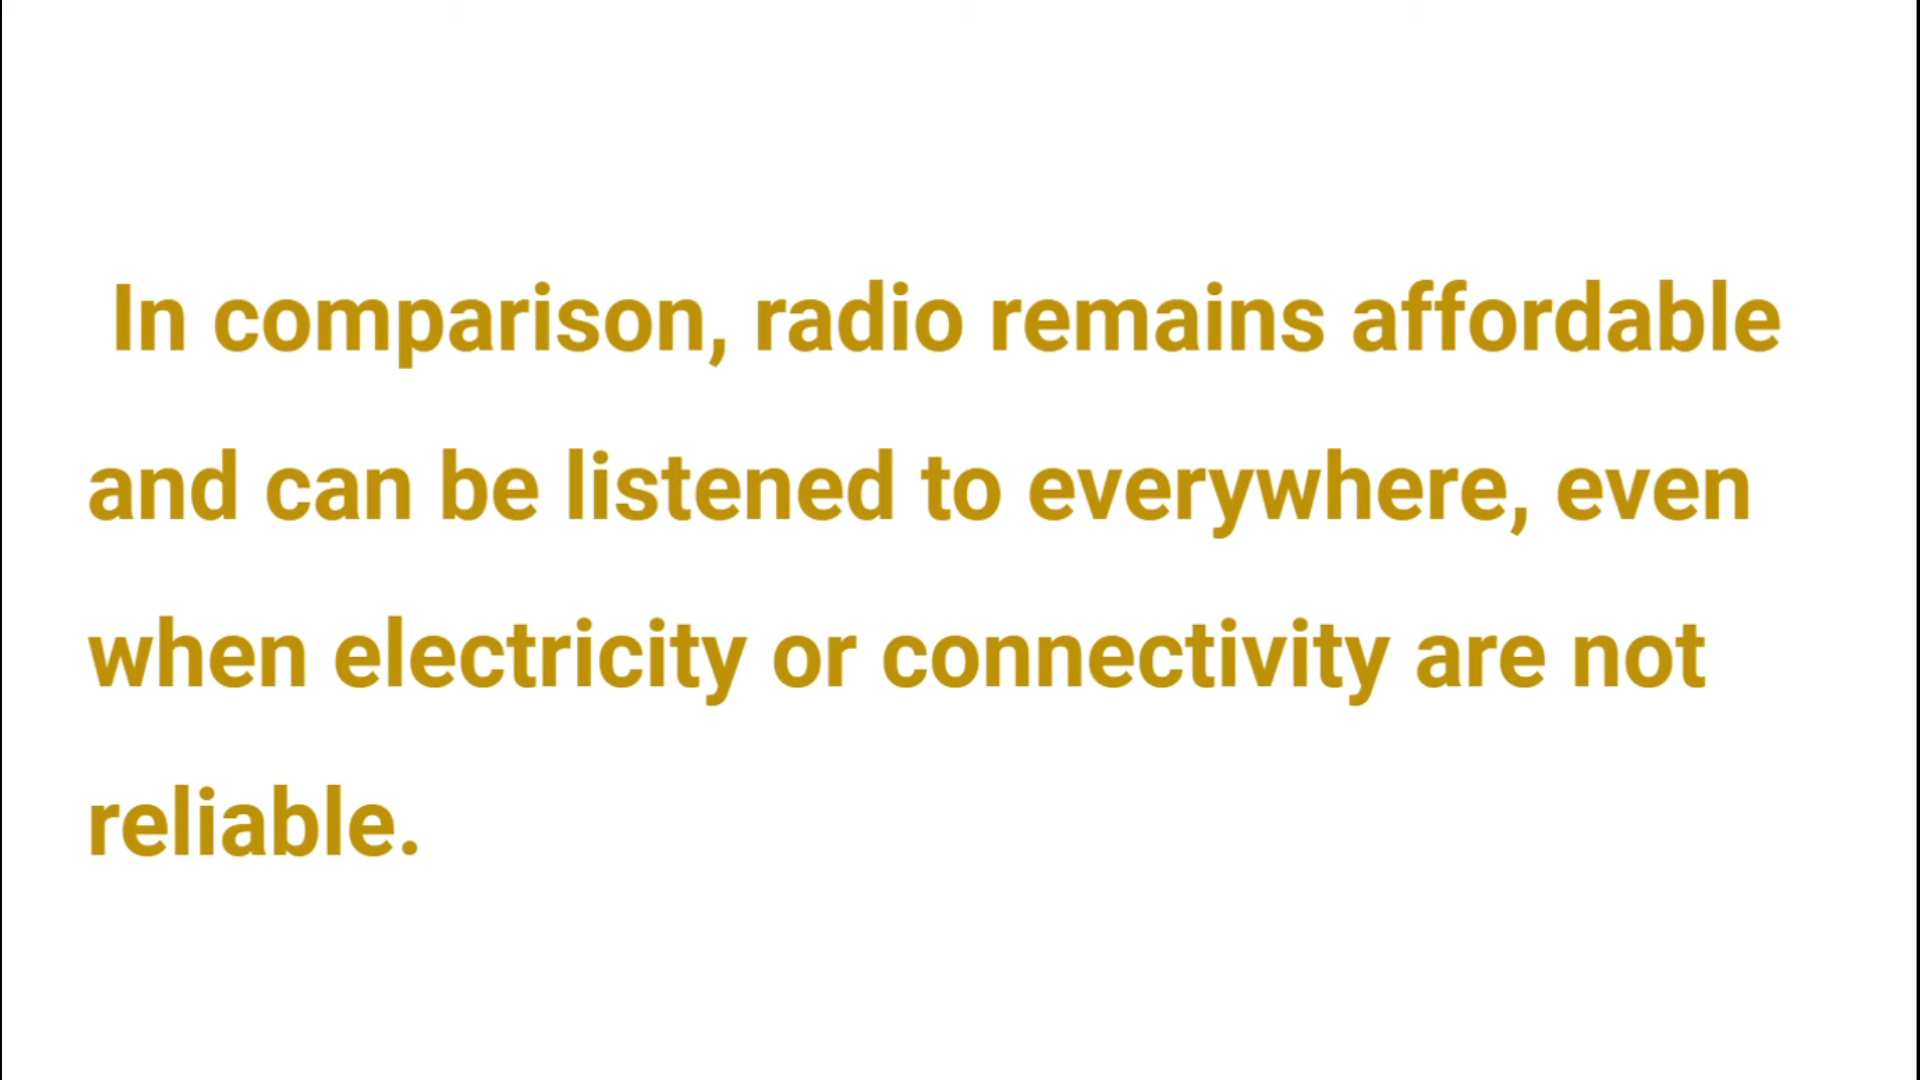 In comparison, radio remains affordable
and can be listened to everywhere, even
when electricity or connectivity are not
reliable.